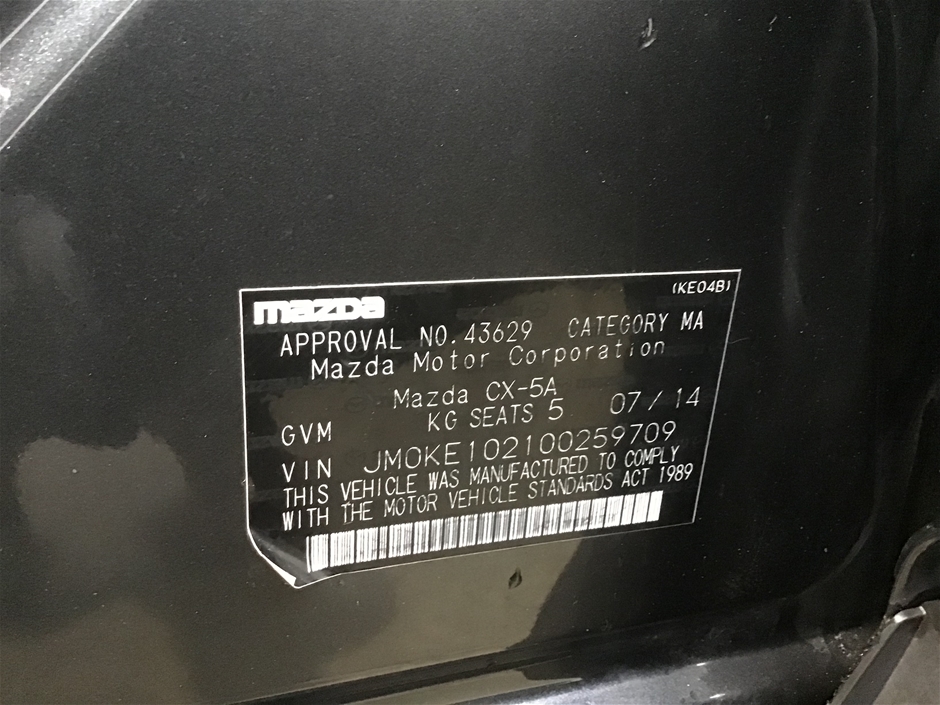 (KE04B)
mazda
APPROVAL NO.43629 CATEGORY MA
Mazda Motor Corporation
Mazda CX-5A
GVM KG SEATS 5 07/14
VIN JM0KE102100259709
THIS VEHICLE WAS MANUFACTURED TO COMPLY
WITH THE MOTOR VEHICLE STANDARDS ACT 1989